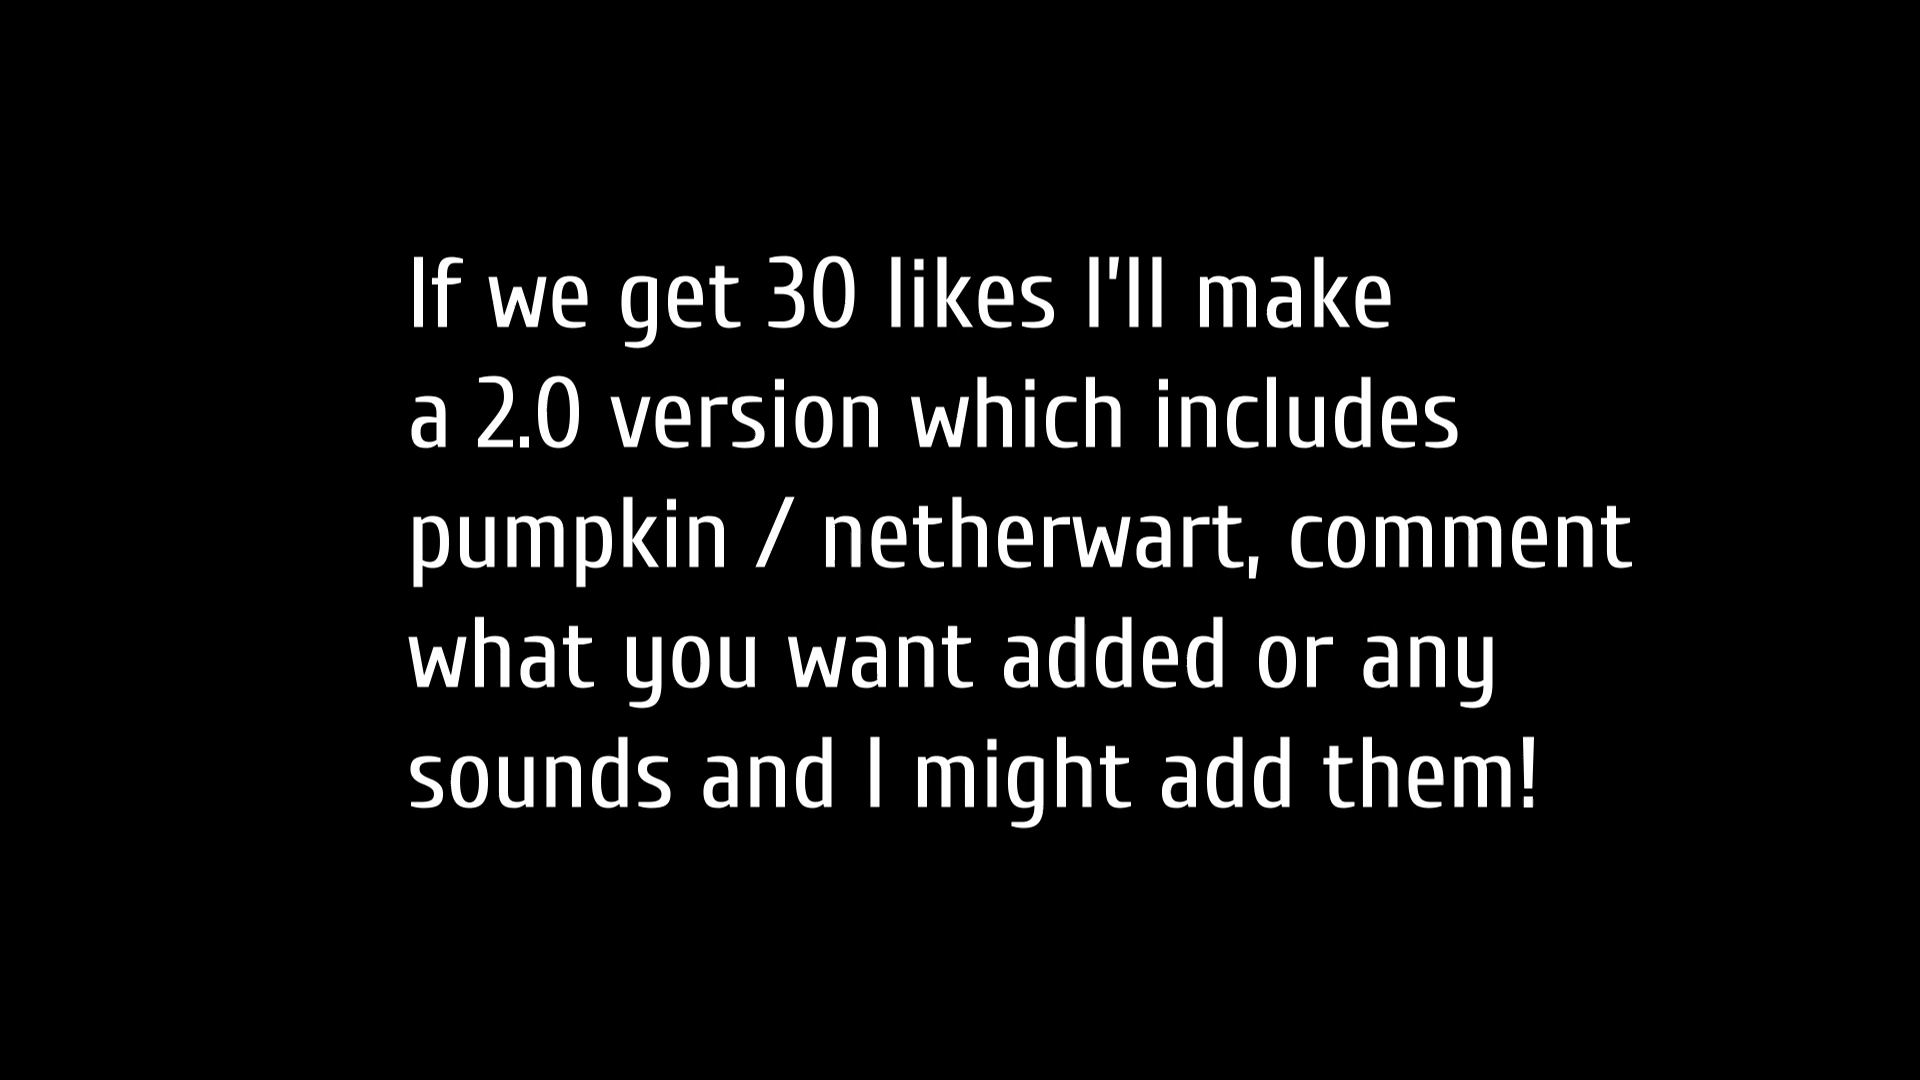 If we get 30 likes I'll make
a 2.0 version which includes
pumpkin / netherwart, comment
what you want added or any
sounds and I might add them!